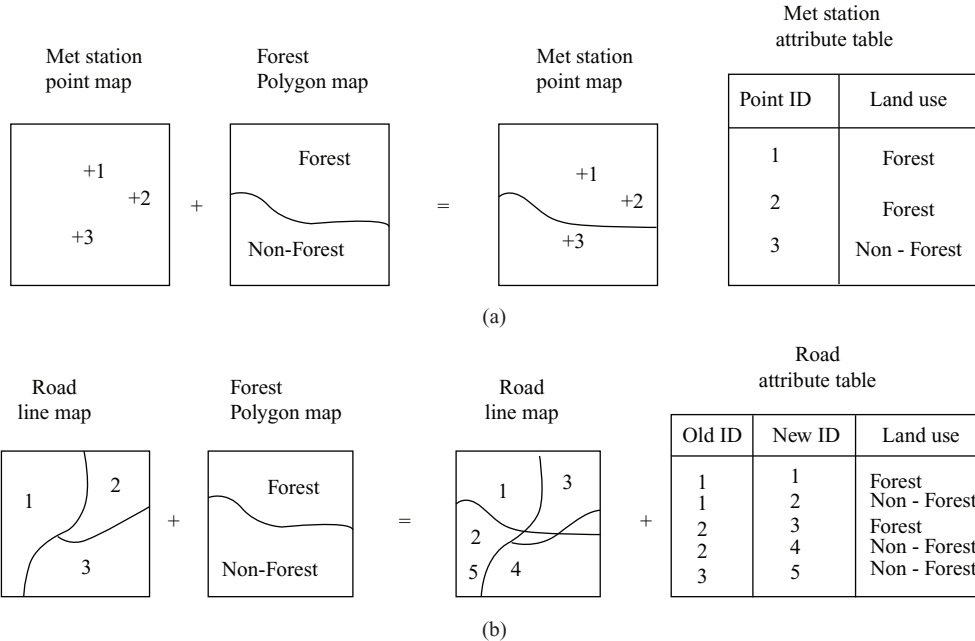 Met station
point map
Forest
Polygon map
Met station
point map
Met station
attribute table
+1
+2
+3
+
Forest
Non-Forest
=
+1
+2
+3
Point ID Land use
1 Forest
2 Forest
3 Non - Forest
(a)
Road
line map
Forest
Polygon map
Road
line map
Road
attribute table
1
2
3
+
Forest
Non-Forest
=
1
3
2
5
4
+
Old ID New ID Land use
1 1 Forest
1 2 Non - Forest
2 3 Forest
2 4 Non - Forest
3 5 Non - Forest
(b)